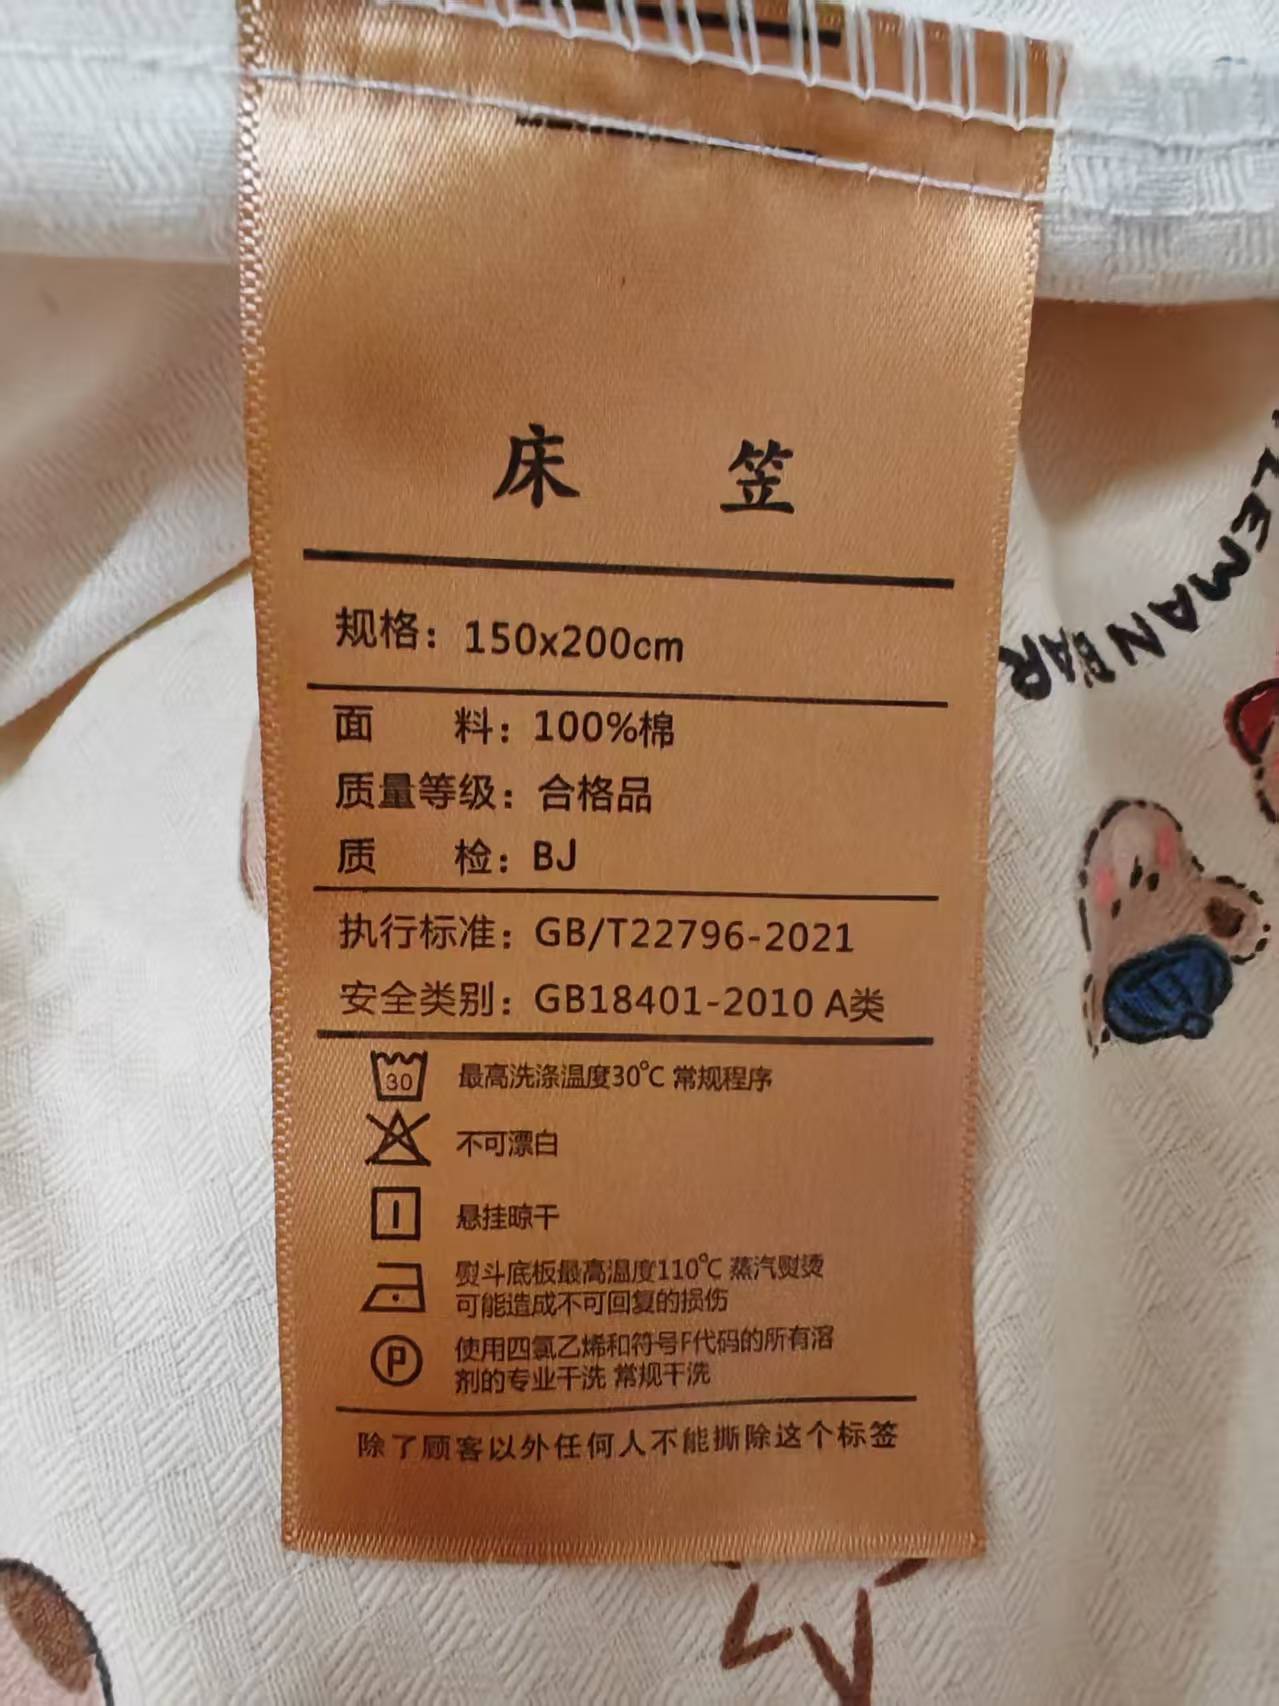 床 笠
规格：150x200cm
面 料：100%棉
质量等级：合格品
质 检：BJ
执行标准：GB/T22796-2021
安全类别：GB18401-2010 A类
30 最高洗涤温度30℃ 常规程序
不可漂白
悬挂晾干
熨斗底板最高温度110℃ 蒸汽熨烫
可能造成不可回复的损伤
P 使用四氯乙烯和符号F代码的所有溶
剂的专业干洗 常规干洗
除了顾客以外任何人不能撕除这个标签